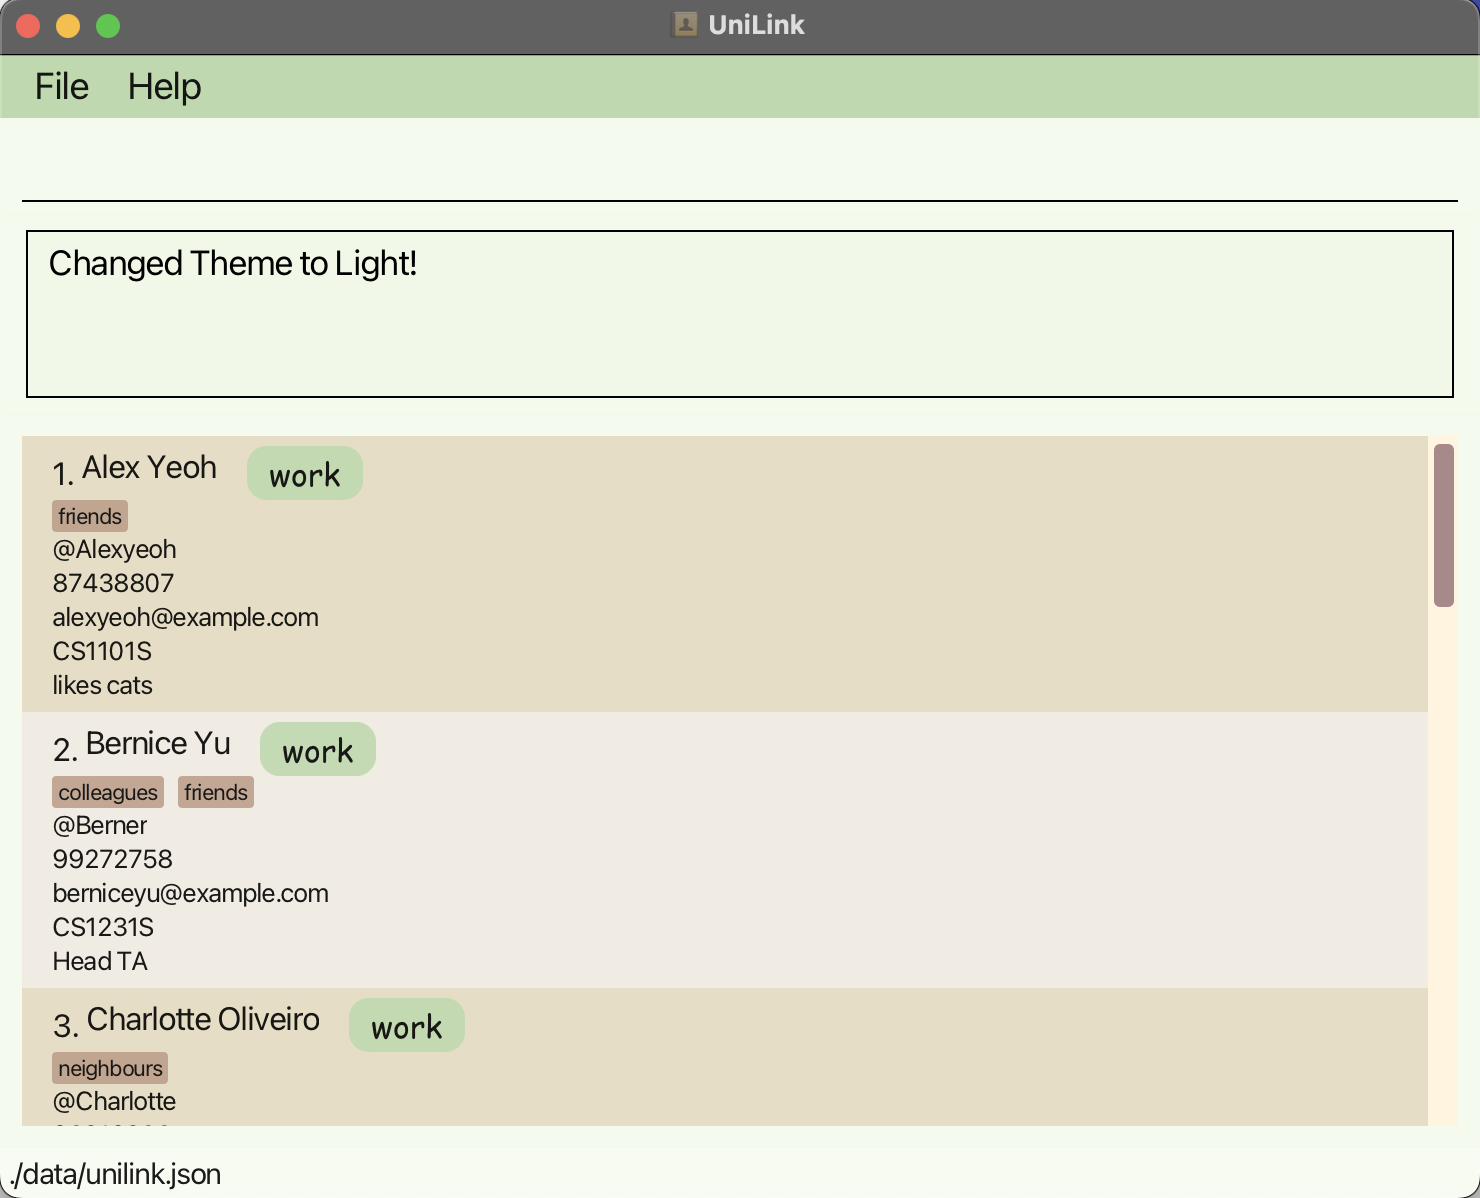 UniLink
File Help
Changed Theme to Light!
1. Alex Yeoh work
friends
@Alexyeoh
87438807
alexyeoh@example.com
CS1101S
likes cats
2. Bernice Yu work
colleagues friends
@Berner
99272758
berniceyu@example.com
CS1231S
Head TA
3. Charlotte Oliveiro work
neighbours
@Charlotte
./data/unilink.json